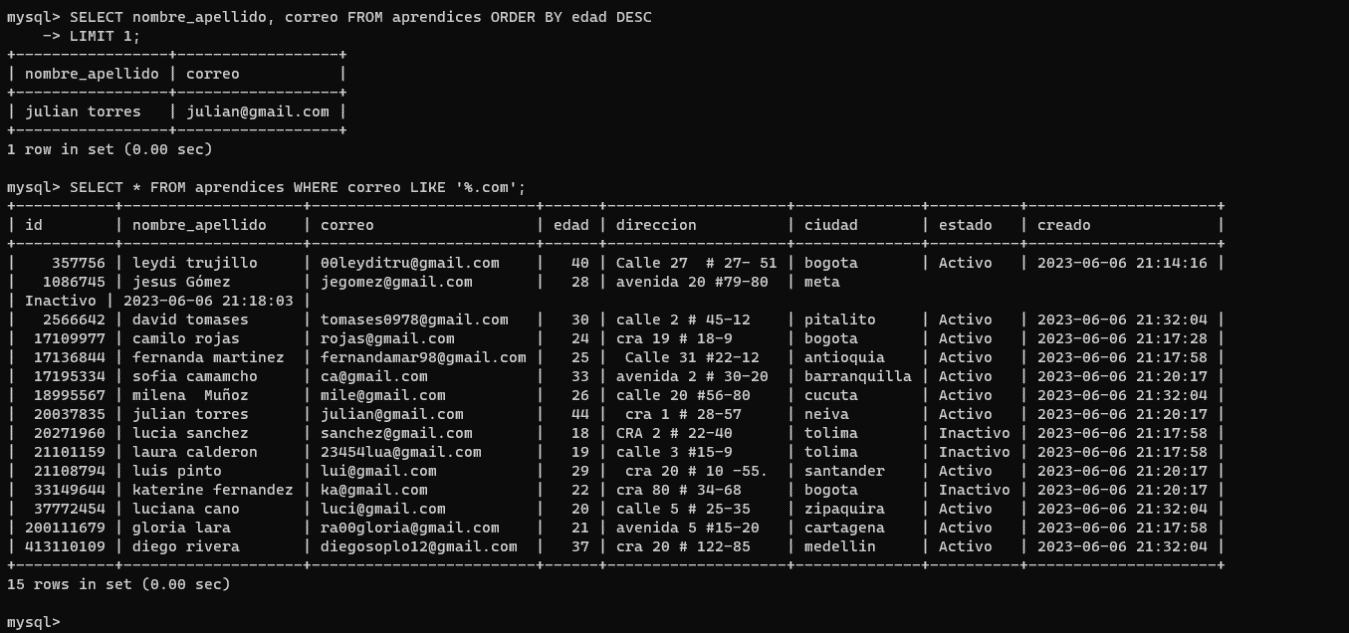 mysql> SELECT nombre_apellido, correo FROM aprendices ORDER BY edad DESC
    -> LIMIT 1;
+-----------------+------------------+
| nombre_apellido | correo           |
+-----------------+------------------+
| julian torres   | julian@gmail.com |
+-----------------+------------------+
1 row in set (0.00 sec)

mysql> SELECT * FROM aprendices WHERE correo LIKE '%.com';
+-----------+--------------------+------------------------+------+--------------------+--------------+----------+---------------------+
| id        | nombre_apellido    | correo                 | edad | direccion          | ciudad       | estado   | creado              |
+-----------+--------------------+------------------------+------+--------------------+--------------+----------+---------------------+
|    357756 | leydi trujillo     | 00leyditru@gmail.com   |   40 | Calle 27  # 27- 51 | bogota       | Activo   | 2023-06-06 21:14:16 |
|   1086745 | jesus Gómez        | jegomez@gmail.com      |   28 | avenida 20 #79-80  | meta
| Inactivo | 2023-06-06 21:18:03 |
|   2566642 | david tomases      | tomases0978@gmail.com  |   30 | calle 2 # 45-12    | pitalito     | Activo   | 2023-06-06 21:32:04 |
|  17109977 | camilo rojas       | rojas@gmail.com        |   24 | cra 19 # 18-9      | bogota       | Activo   | 2023-06-06 21:17:28 |
|  17136844 | fernanda martinez  | fernandamar98@gmail.com |   25 |  Calle 31 #22-12   | antioquia    | Activo   | 2023-06-06 21:17:58 |
|  17195334 | sofia camamcho     | ca@gmail.com           |   33 | avenida 2 # 30-20  | barranquilla | Activo   | 2023-06-06 21:20:17 |
|  18995567 | milena  Muñoz      | mile@gmail.com         |   26 | calle 20 #56-80    | cucuta       | Activo   | 2023-06-06 21:32:04 |
|  20037835 | julian torres      | julian@gmail.com       |   44 |  cra 1 # 28-57     | neiva        | Activo   | 2023-06-06 21:20:17 |
|  20271960 | lucia sanchez      | sanchez@gmail.com      |   18 | CRA 2 # 22-40      | tolima       | Inactivo | 2023-06-06 21:17:58 |
|  21101159 | laura calderon     | 23454lua@gmail.com     |   19 | calle 3 #15-9      | tolima       | Inactivo | 2023-06-06 21:17:58 |
|  21108794 | luis pinto         | lui@gmail.com          |   29 |  cra 20 # 10 -55.  | santander    | Activo   | 2023-06-06 21:20:17 |
|  33149644 | katerine fernandez | ka@gmail.com           |   22 | cra 80 # 34-68     | bogota       | Inactivo | 2023-06-06 21:20:17 |
|  37772454 | luciana cano       | luci@gmail.com         |   20 | calle 5 # 25-35    | zipaquira    | Activo   | 2023-06-06 21:32:04 |
| 200111679 | gloria lara        | ra00gloria@gmail.com   |   21 | avenida 5 #15-20   | cartagena    | Activo   | 2023-06-06 21:17:58 |
| 413110109 | diego rivera       | diegosoplo12@gmail.com |   37 | cra 20 # 122-85    | medellin     | Activo   | 2023-06-06 21:32:04 |
+-----------+--------------------+------------------------+------+--------------------+--------------+----------+---------------------+
15 rows in set (0.00 sec)

mysql>